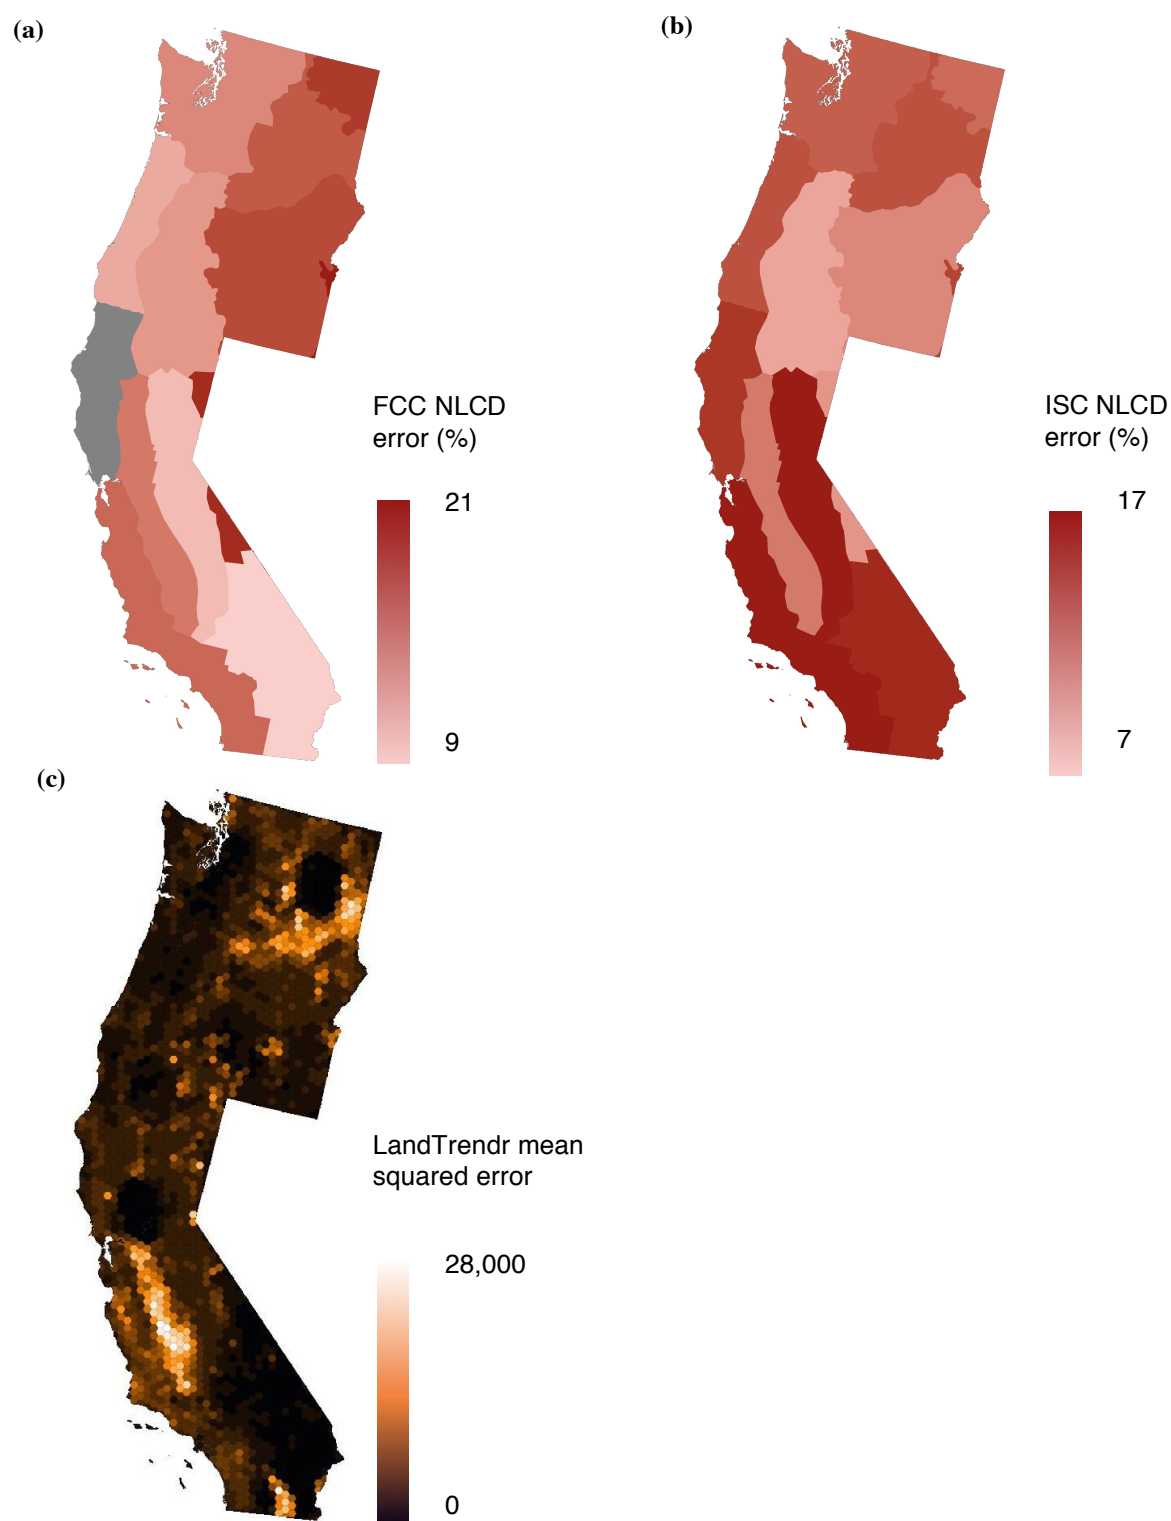 (a)
(b)
FCC NLCD
error (%)
21
9
ISC NLCD
error (%)
17
7
(c)
LandTrendr mean
squared error
28,000
0